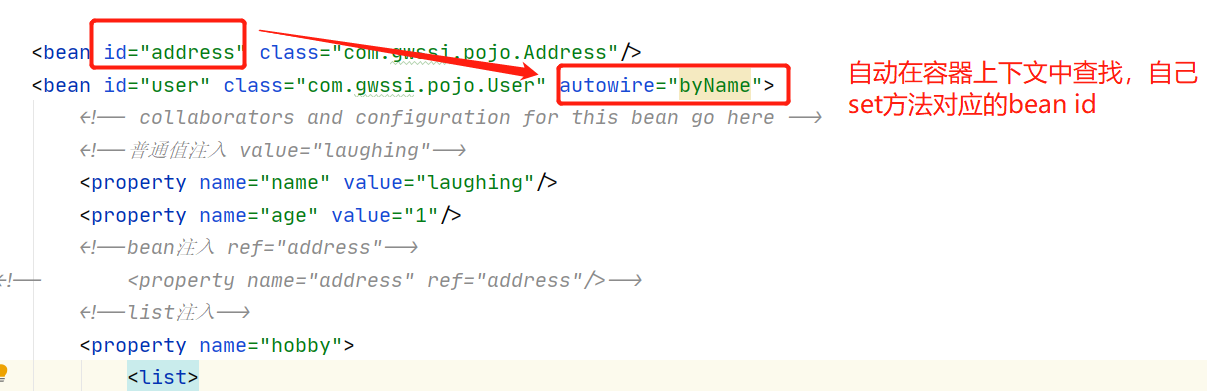 <bean id="address" class="com.gwssi.pojo.Address"/>
<bean id="user" class="com.gwssi.pojo.User" autowire="byName">
自动在容器上下文中查找，自己
set方法对应的bean id
<!-- collaborators and configuration for this bean go here -->
<!--普通值注入 value="laughing"-->
<property name="name" value="laughing"/>
<property name="age" value="1"/>
<!--bean注入 ref="address"-->
<!-- <property name="address" ref="address"/>-->
<!--list注入-->
<property name="hobby">
<list>